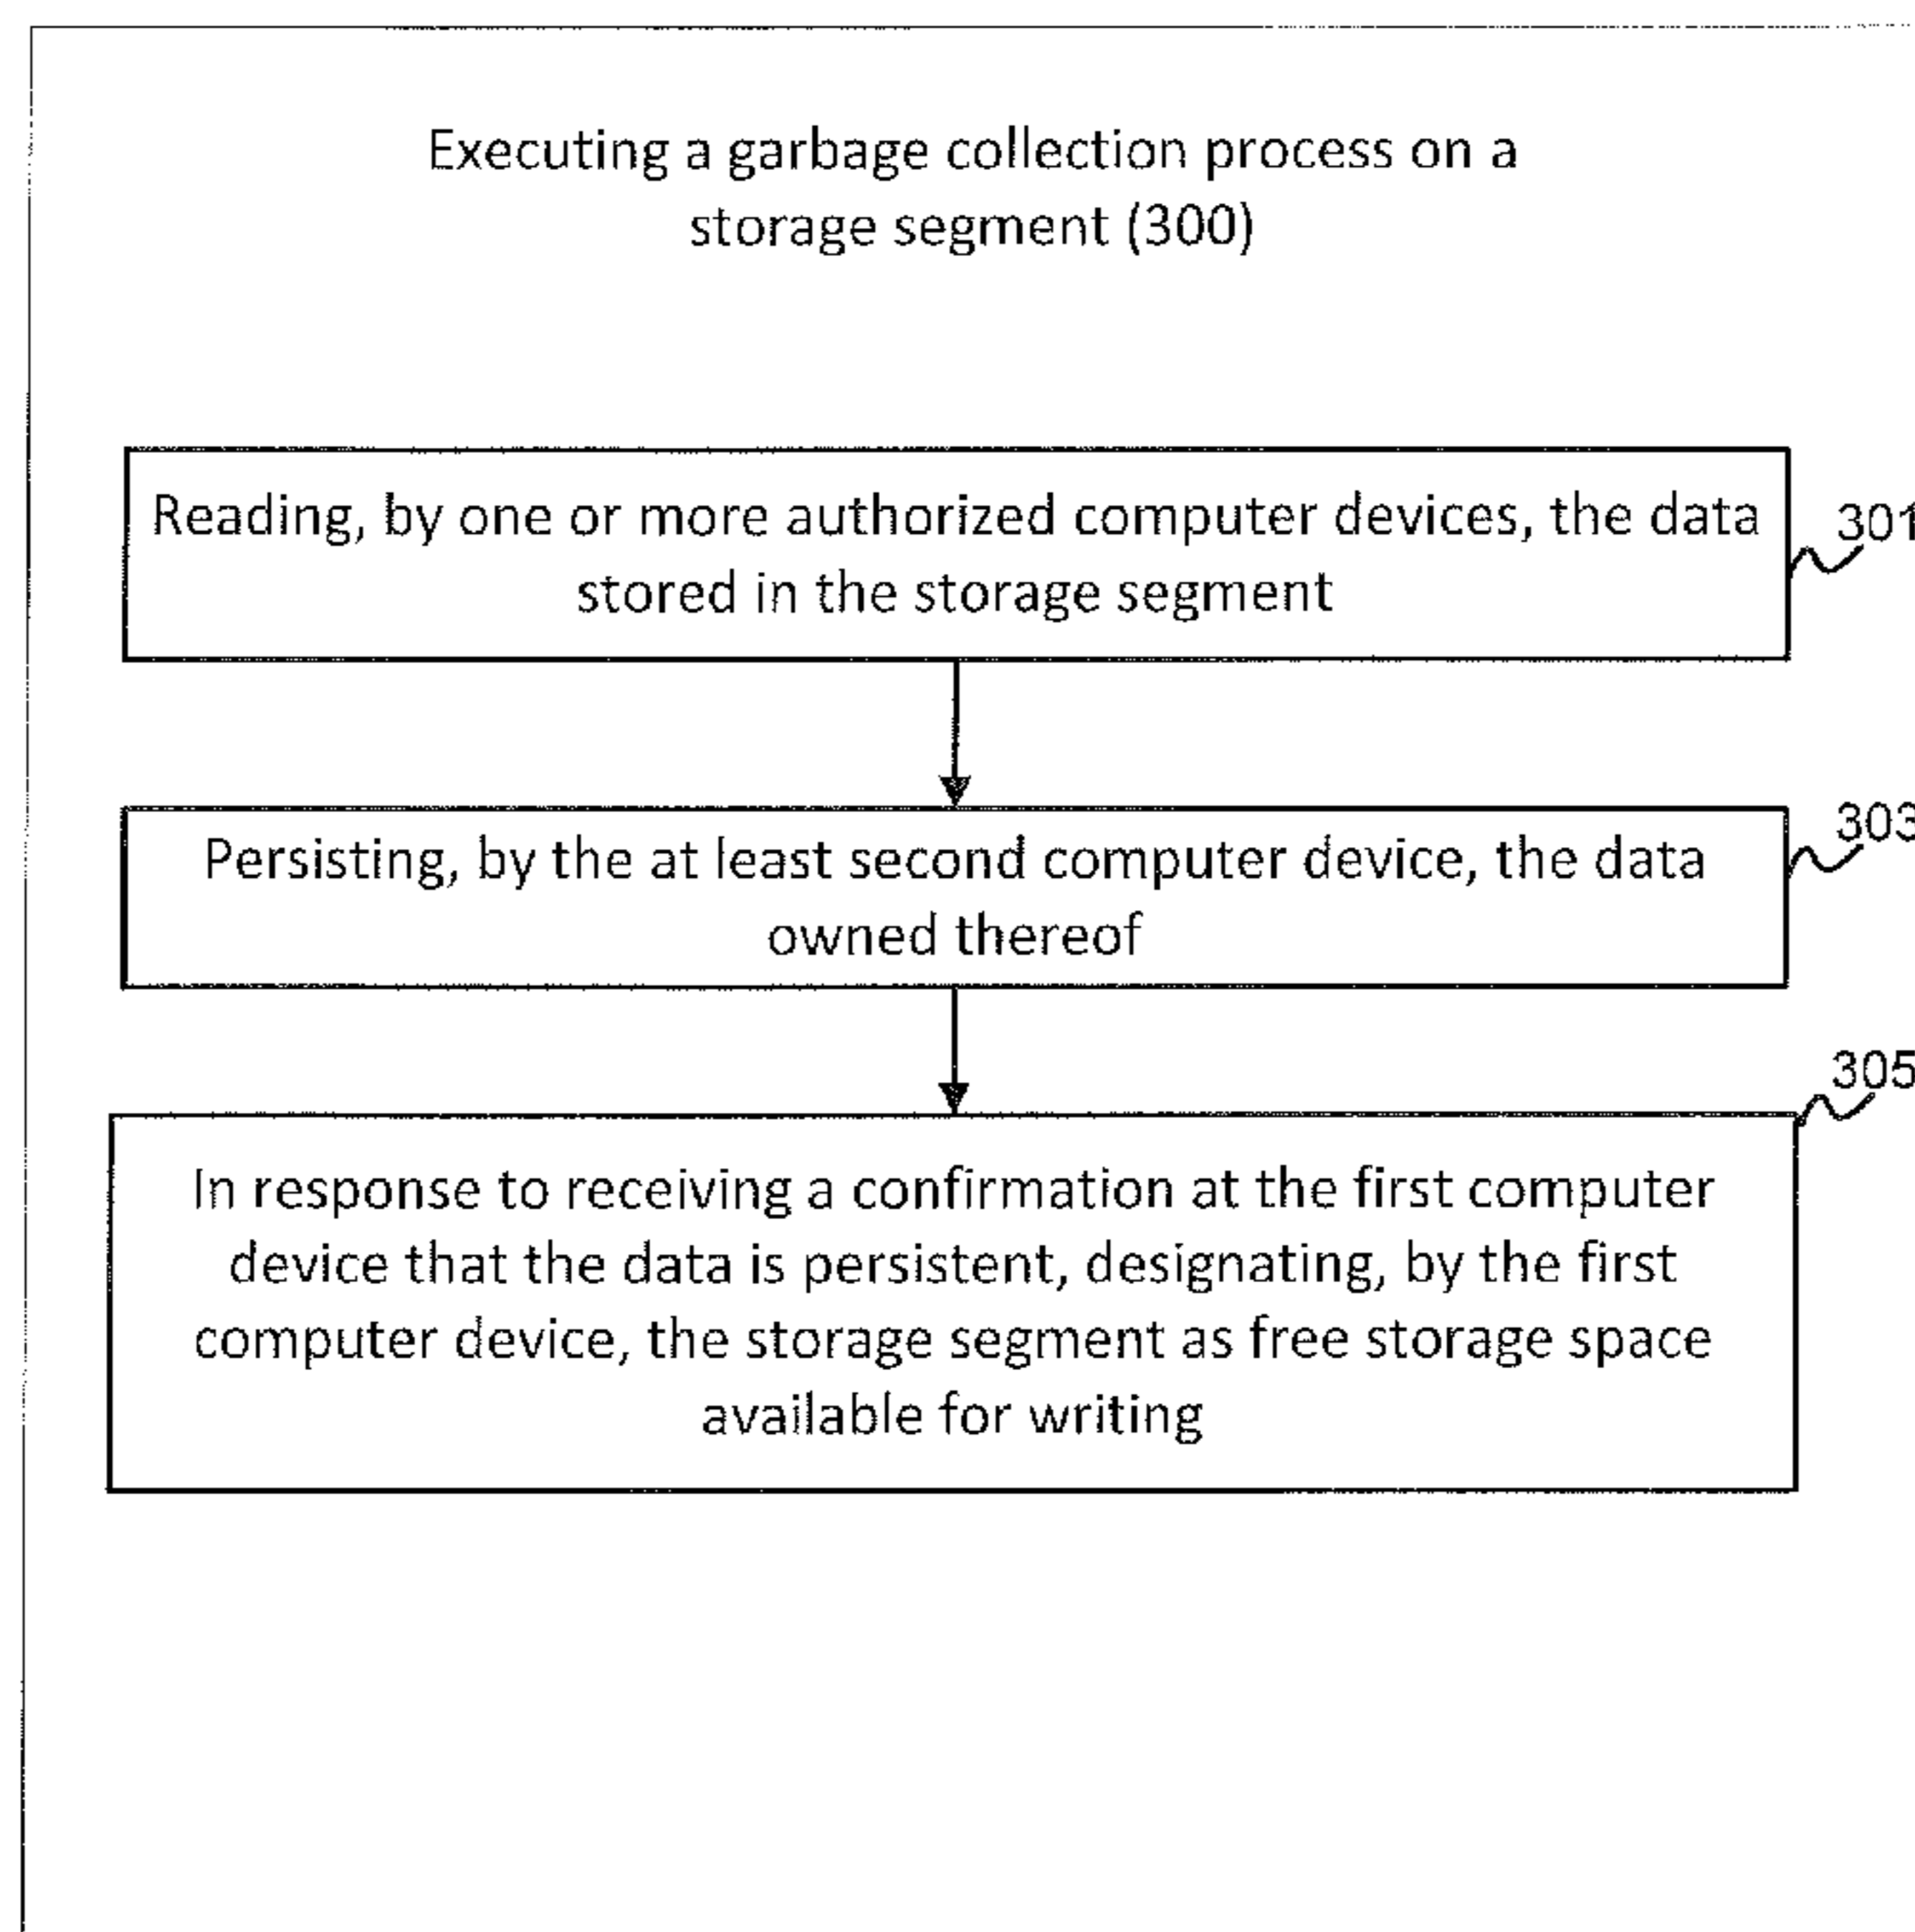 Executing a garbage collection process on a
storage segment (300)
Reading, by one or more authorized computer devices, the data
stored in the storage segment
301
Persisting, by the at least second computer device, the data
owned thereof
303
305
In response to receiving a confirmation at the first computer
device that the data is persistent, designating, by the first
computer device, the storage segment as free storage space
available for writing